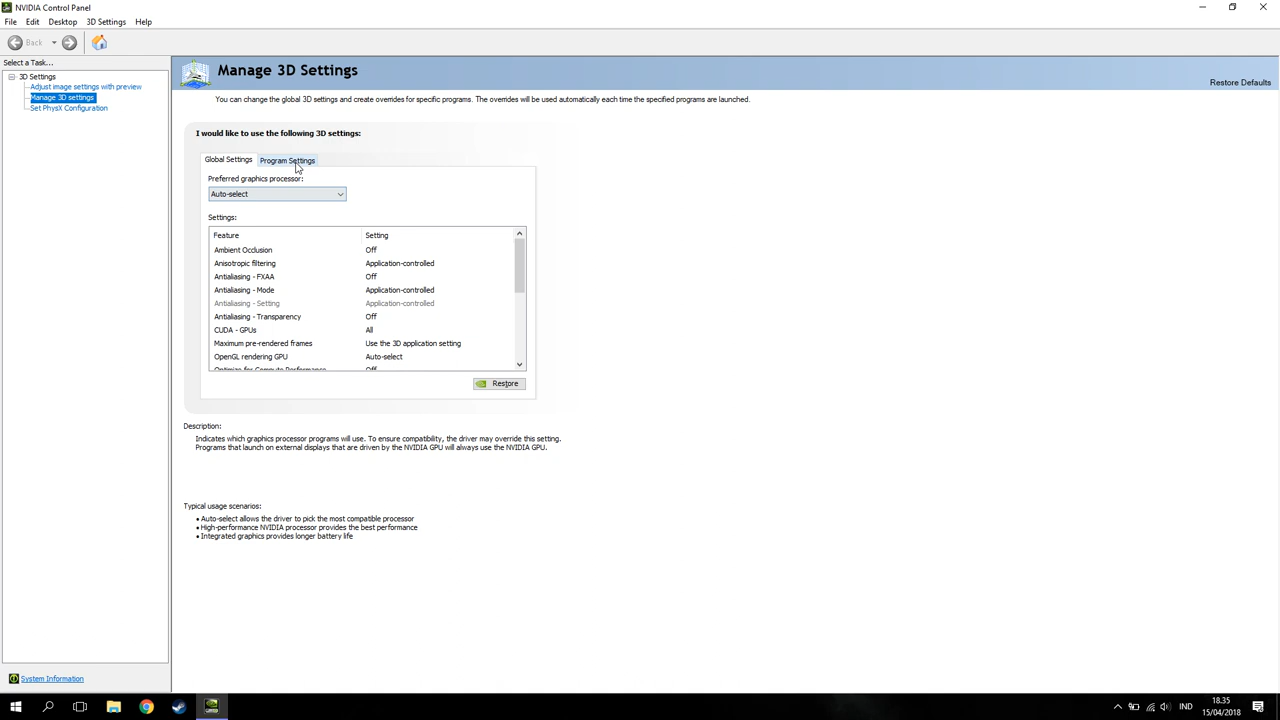 NVIDIA Control Panel
File Edit Desktop 3D Settings Help
Back
Select a Task...
3D Settings
Adjust image settings with preview
Manage 3D settings
Set PhysX Configuration
System Information
Manage 3D Settings
Restore Defaults
You can change the global 3D settings and create overrides for specific programs. The overrides will be used automatically each time the specified programs are launched.
I would like to use the following 3D settings:
Global Settings Program Settings
Preferred graphics processor:
Auto-select
Settings:
Feature Setting
Ambient Occlusion Off
Anisotropic filtering Application-controlled
Antialiasing - FXAA Off
Antialiasing - Mode Application-controlled
Antialiasing - Setting Application-controlled
Antialiasing - Transparency Off
CUDA - GPUs All
Maximum pre-rendered frames Use the 3D application setting
OpenGL rendering GPU Auto-select
Optimize for Compute Performance Off
Restore
Description:
Indicates which graphics processor programs will use. To ensure compatibility, the driver may override this setting.
Programs that launch on external displays that are driven by the NVIDIA GPU will always use the NVIDIA GPU.
Typical usage scenarios:
• Auto-select allows the driver to pick the most compatible processor
• High-performance NVIDIA processor provides the best performance
• Integrated graphics provides longer battery life
IND
18.35
15/04/2018